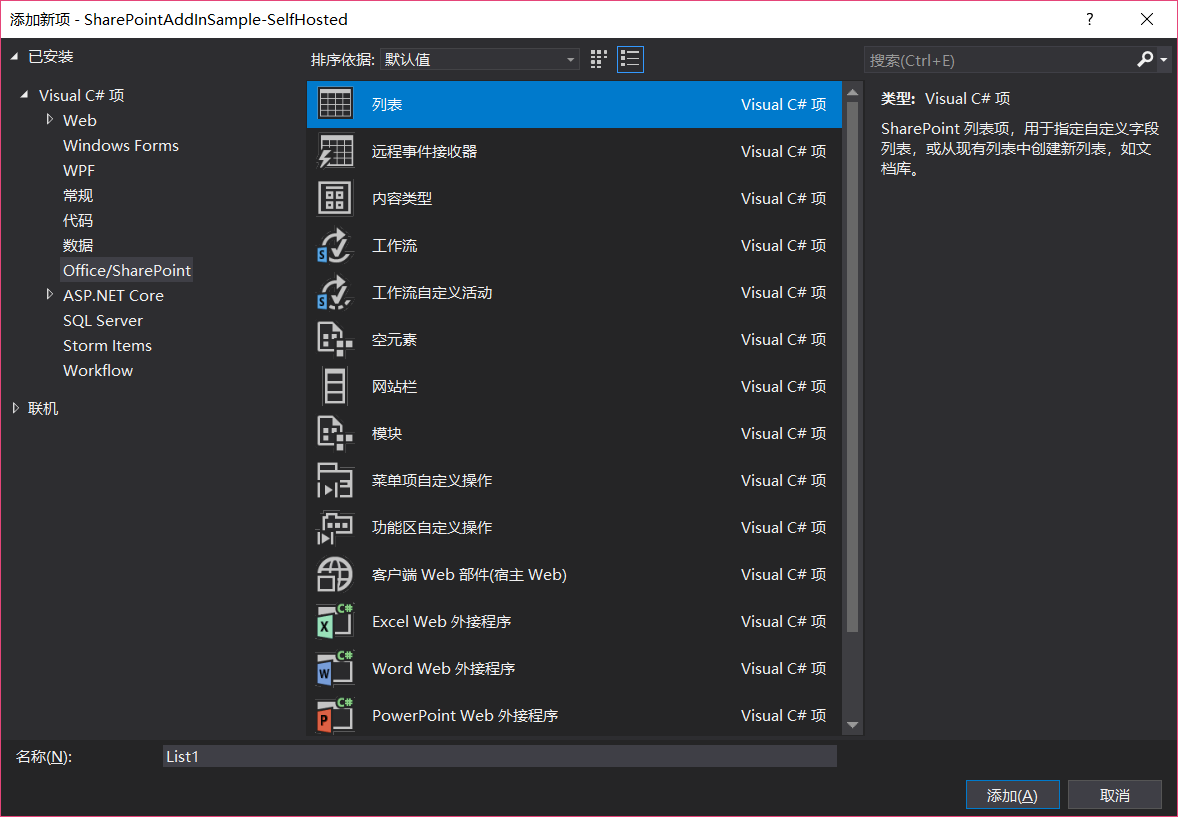 添加新项 - SharePointAddInSample-SelfHosted
?
已安装
Visual C# 项
Web
Windows Forms
WPF
常规
代码
数据
Office/SharePoint
ASP.NET Core
SQL Server
Storm Items
Workflow
联机
排序依据: 默认值
列表 Visual C# 项
远程事件接收器 Visual C# 项
内容类型 Visual C# 项
工作流 Visual C# 项
工作流自定义活动 Visual C# 项
空元素 Visual C# 项
网站栏 Visual C# 项
模块 Visual C# 项
菜单项自定义操作 Visual C# 项
功能区自定义操作 Visual C# 项
客户端 Web 部件(宿主 Web) Visual C# 项
Excel Web 外接程序 Visual C# 项
Word Web 外接程序 Visual C# 项
PowerPoint Web 外接程序 Visual C# 项
搜索(Ctrl+E)
类型: Visual C# 项
SharePoint 列表项，用于指定自定义字段
列表，或从现有列表中创建新列表，如文
档库。
名称(N): List1
添加(A) 取消